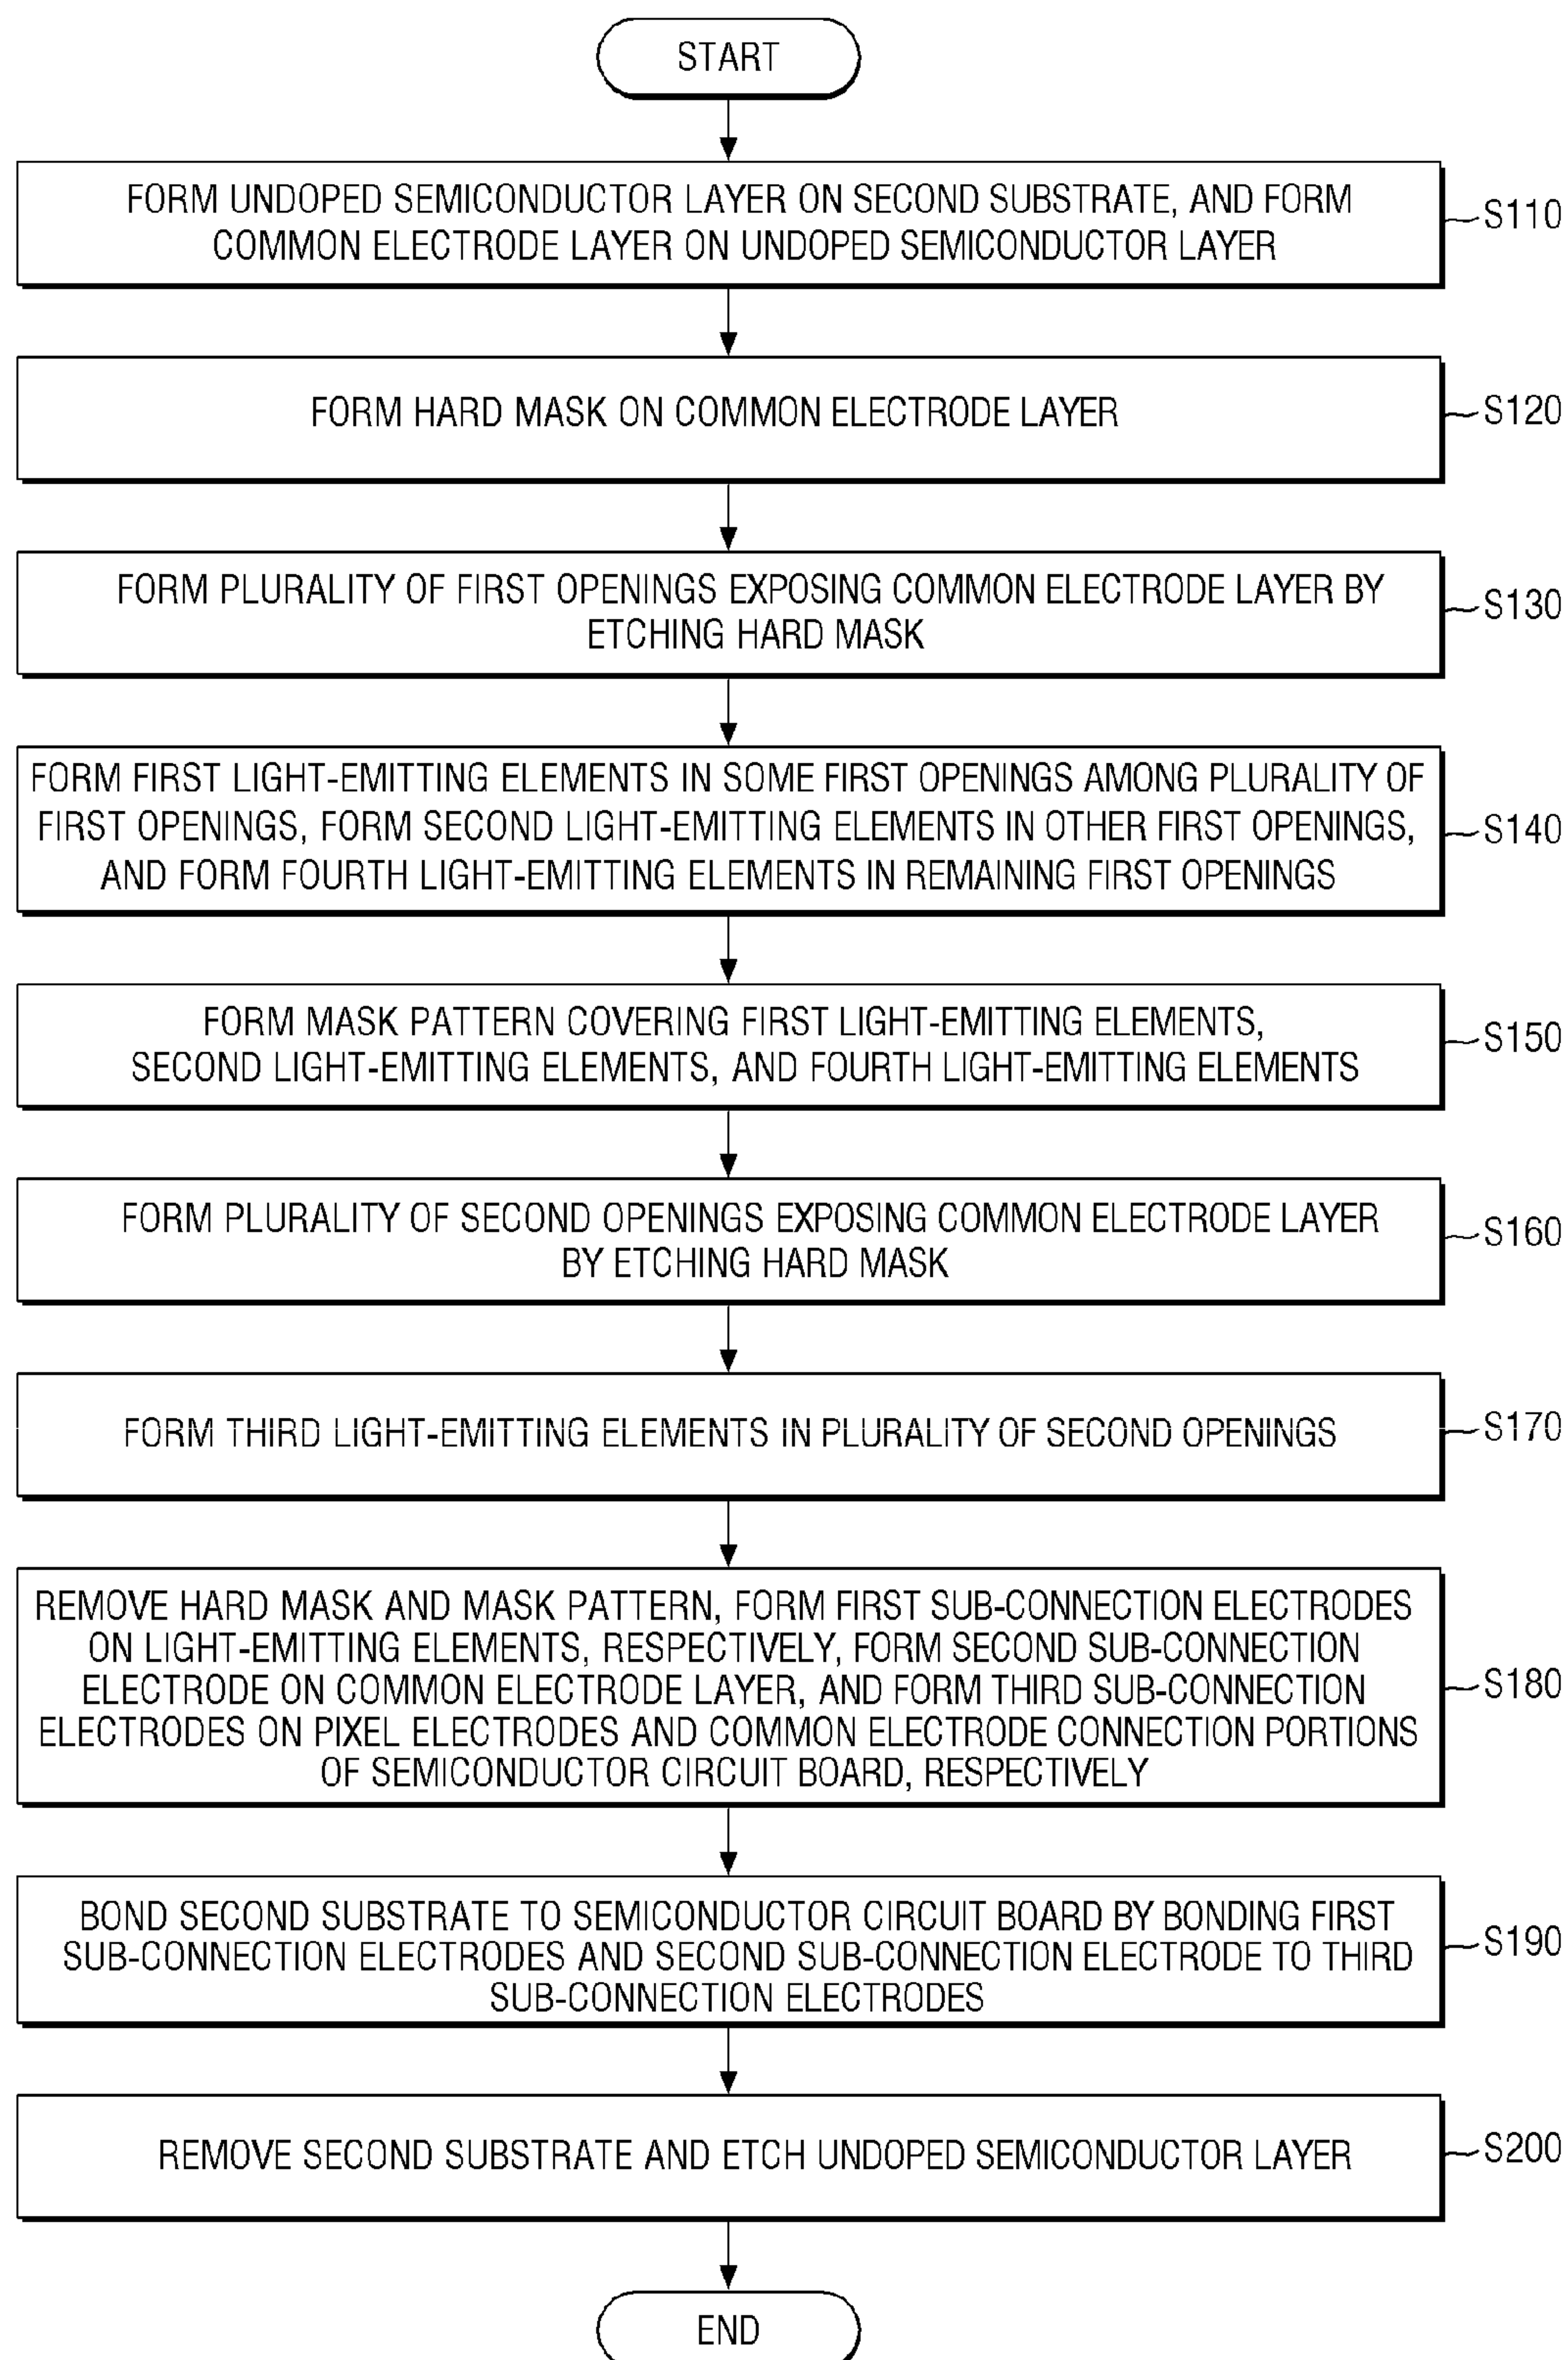 START
FORM UNDOPED SEMICONDUCTOR LAYER ON SECOND SUBSTRATE, AND FORM
COMMON ELECTRODE LAYER ON UNDOPED SEMICONDUCTOR LAYER
S110
FORM HARD MASK ON COMMON ELECTRODE LAYER
S120
FORM PLURALITY OF FIRST OPENINGS EXPOSING COMMON ELECTRODE LAYER BY
ETCHING HARD MASK
S130
FORM FIRST LIGHT-EMITTING ELEMENTS IN SOME FIRST OPENINGS AMONG PLURALITY OF
FIRST OPENINGS, FORM SECOND LIGHT-EMITTING ELEMENTS IN OTHER FIRST OPENINGS,
AND FORM FOURTH LIGHT-EMITTING ELEMENTS IN REMAINING FIRST OPENINGS
S140
FORM MASK PATTERN COVERING FIRST LIGHT-EMITTING ELEMENTS,
SECOND LIGHT-EMITTING ELEMENTS, AND FOURTH LIGHT-EMITTING ELEMENTS
S150
FORM PLURALITY OF SECOND OPENINGS EXPOSING COMMON ELECTRODE LAYER
BY ETCHING HARD MASK
S160
FORM THIRD LIGHT-EMITTING ELEMENTS IN PLURALITY OF SECOND OPENINGS
S170
REMOVE HARD MASK AND MASK PATTERN, FORM FIRST SUB-CONNECTION ELECTRODES
ON LIGHT-EMITTING ELEMENTS, RESPECTIVELY, FORM SECOND SUB-CONNECTION
ELECTRODE ON COMMON ELECTRODE LAYER, AND FORM THIRD SUB-CONNECTION
ELECTRODES ON PIXEL ELECTRODES AND COMMON ELECTRODE CONNECTION PORTIONS
OF SEMICONDUCTOR CIRCUIT BOARD, RESPECTIVELY
S180
BOND SECOND SUBSTRATE TO SEMICONDUCTOR CIRCUIT BOARD BY BONDING FIRST
SUB-CONNECTION ELECTRODES AND SECOND SUB-CONNECTION ELECTRODE TO THIRD
SUB-CONNECTION ELECTRODES
S190
REMOVE SECOND SUBSTRATE AND ETCH UNDOPED SEMICONDUCTOR LAYER
S200
END